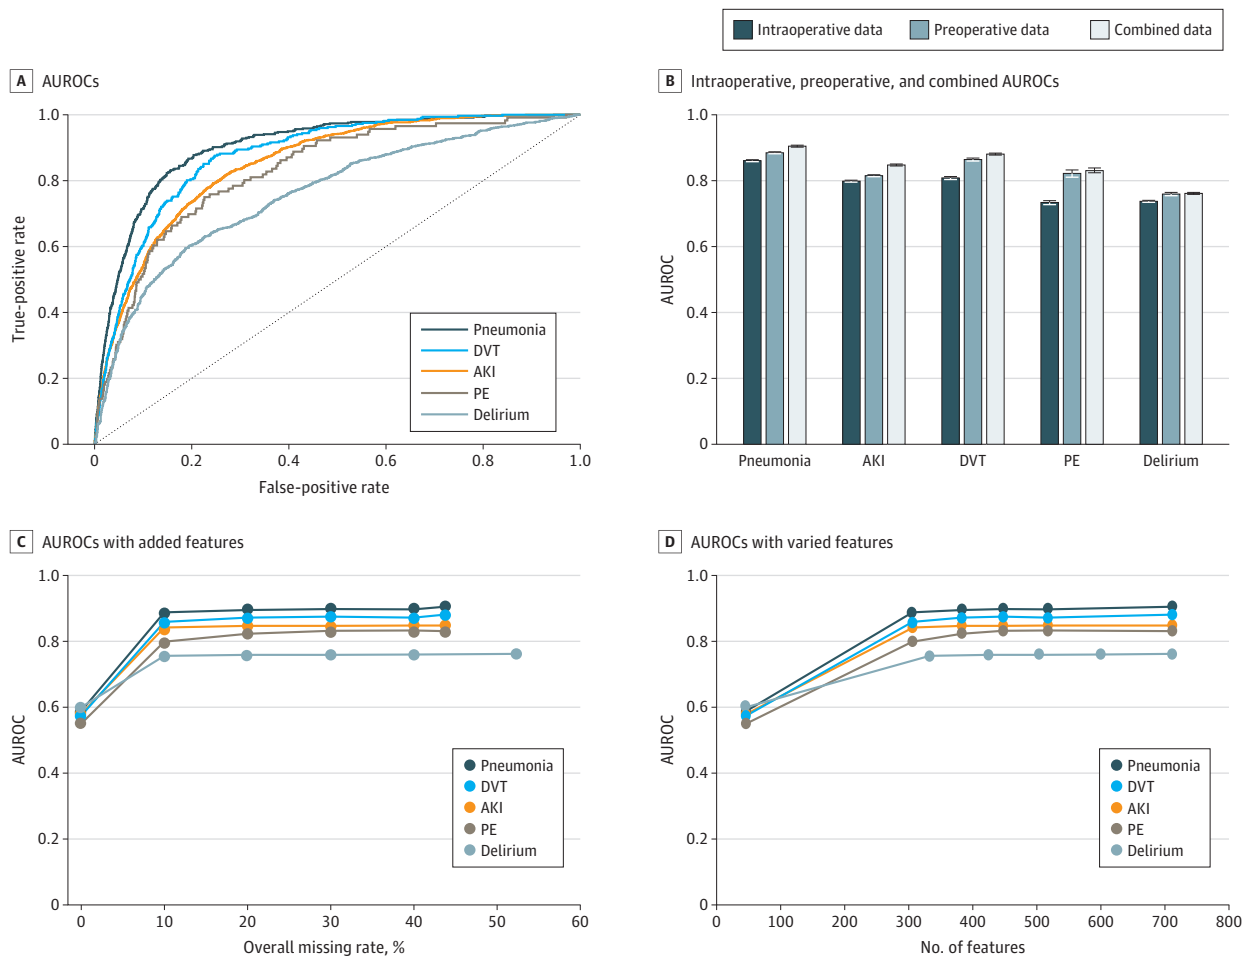 Intraoperative data
Preoperative data
Combined data
A AUROCs
True-positive rate
1.0
0.8
0.6
0.4
0.2
0
0 0.2 0.4 0.6 0.8 1.0
False-positive rate
Pneumonia
DVT
AKI
PE
Delirium
B Intraoperative, preoperative, and combined AUROCs
AUROC
1.0
0.8
0.6
0.4
0.2
0
Pneumonia AKI DVT PE Delirium
C AUROCs with added features
AUROC
1.0
0.8
0.6
0.4
0.2
0
0 10 20 30 40 50 60
Overall missing rate, %
Pneumonia
DVT
AKI
PE
Delirium
D AUROCs with varied features
AUROC
1.0
0.8
0.6
0.4
0.2
0
0 100 200 300 400 500 600 700 800
No. of features
Pneumonia
DVT
AKI
PE
Delirium